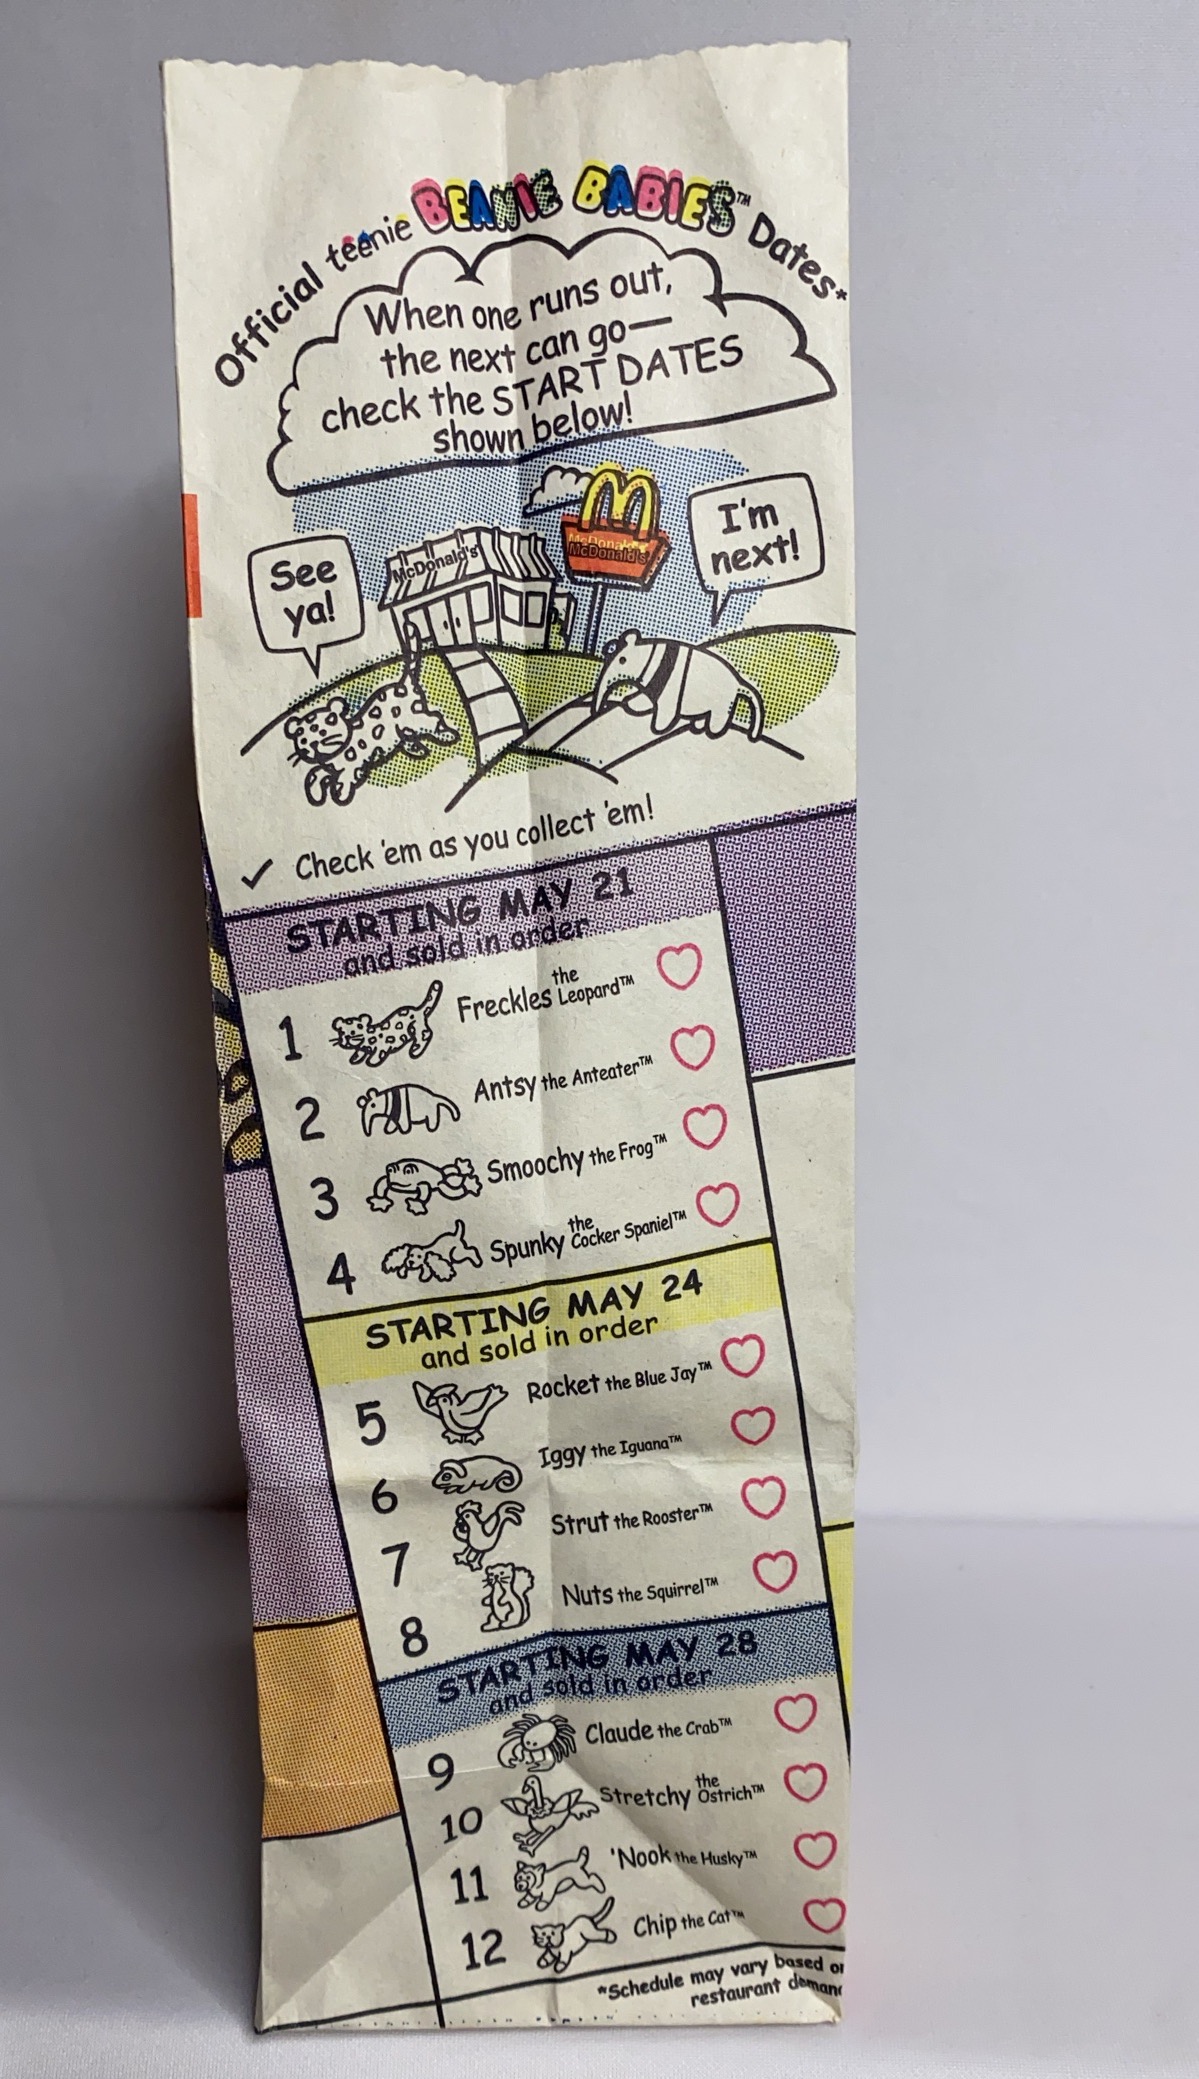 Official teenie BEANIE BABIES™ Dates*
When one runs out,
the next can go—
check the START DATES
shown below!
See
ya!
McDonald's
McDonald's
I'm
next!
✓ Check 'em as you collect 'em!
STARTING MAY 21
and sold in order
1 Freckles the Leopard™
2 Antsy the Anteater™
3 Smoochy the Frog™
4 Spunky the Cocker Spaniel™
STARTING MAY 24
and sold in order
5 Rocket the Blue Jay™
6 Iggy the Iguana™
7 Strut the Rooster™
8 Nuts the Squirrel™
STARTING MAY 28
and sold in order
9 Claude the Crab™
10 Stretchy the Ostrich™
11 'Nook the Husky™
12 Chip the Cat™
*Schedule may vary based on
restaurant deman